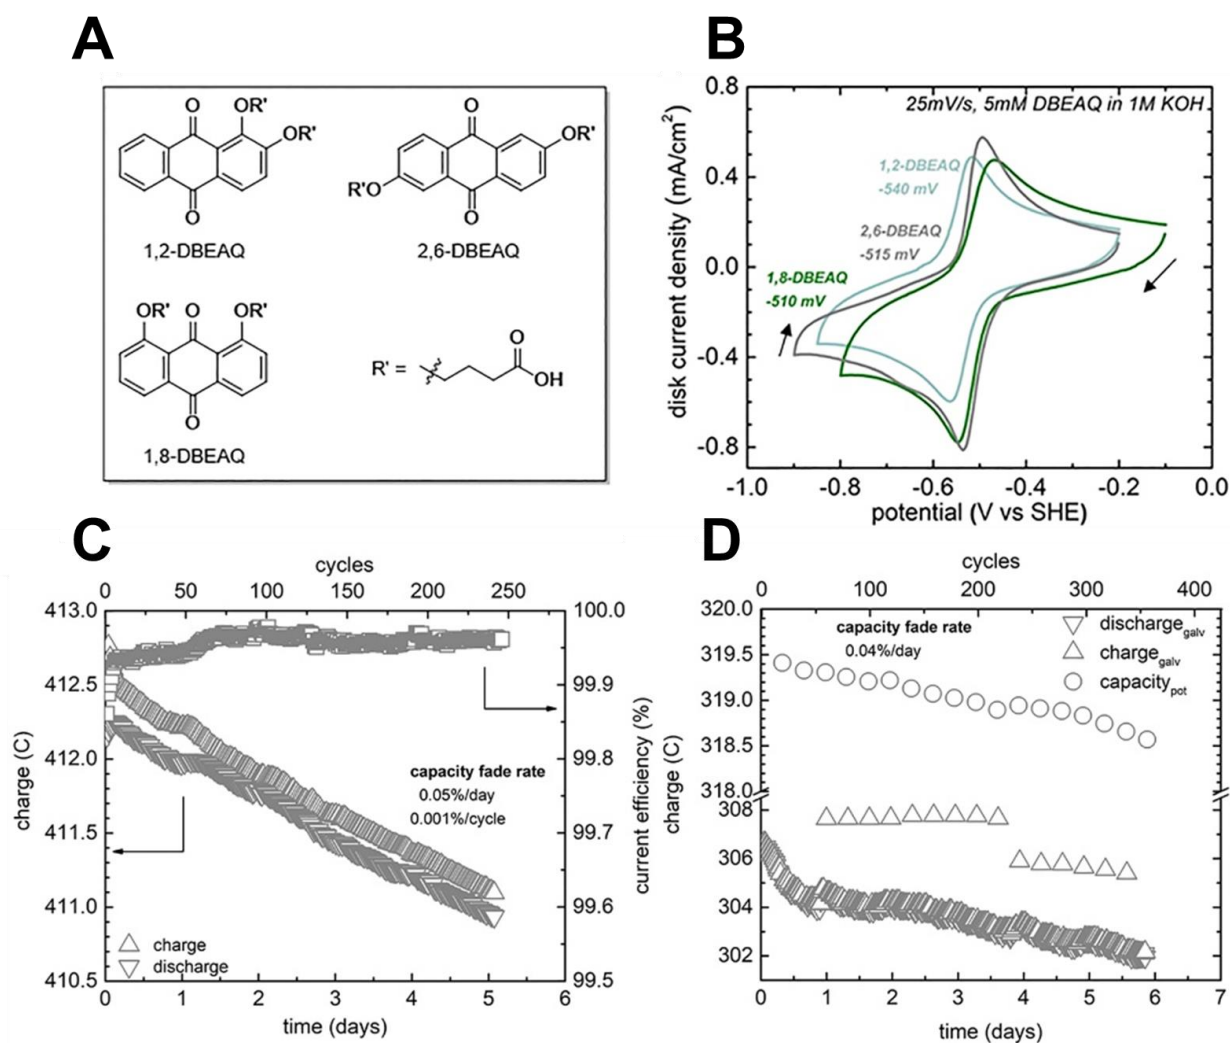 A
O
OR'
OR'
O
1,2-DBEAQ
O
OR'
R'O
O
2,6-DBEAQ
OR'
O
OR'
O
1,8-DBEAQ
R' =
O
OH
B
25mV/s, 5mM DBEAQ in 1M KOH
1,2-DBEAQ
-540 mV
2,6-DBEAQ
-515 mV
1,8-DBEAQ
-510 mV
disk current density (mA/cm²)
0.8
0.4
0.0
-0.4
-0.8
-1.0 -0.8 -0.6 -0.4 -0.2 0.0
potential (V vs SHE)
C
cycles
0 50 100 150 200 250
413.0
412.5
412.0
411.5
411.0
410.5
charge (C)
100.0
99.9
99.8
99.7
99.6
99.5
current efficiency (%)
capacity fade rate
0.05%/day
0.001%/cycle
charge
discharge
0 1 2 3 4 5 6
time (days)
D
cycles
0 100 200 300 400
320.0
319.5
319.0
318.5
318.0
308
306
304
302
charge (C)
capacity fade rate
0.04%/day
discharge galv
charge galv
capacity pot
0 1 2 3 4 5 6 7
time (days)